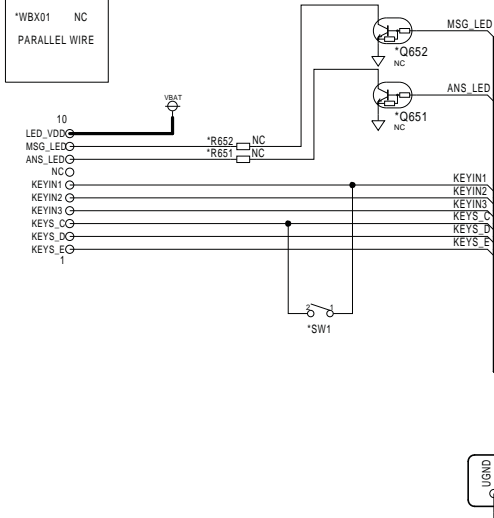 *WBX01 NC
PARALLEL WIRE
MSG_LED
*Q652
NC
ANS_LED
*Q651
NC
VBAT
10
LED_VDD
MSG_LED
*R652 NC
ANS_LED
*R651 NC
NC
KEYIN1
KEYIN1
KEYIN2
KEYIN2
KEYIN3
KEYIN3
KEYS_C
KEYS_C
KEYS_D
KEYS_D
KEYS_E
KEYS_E
1
2 1
*SW1
UGND